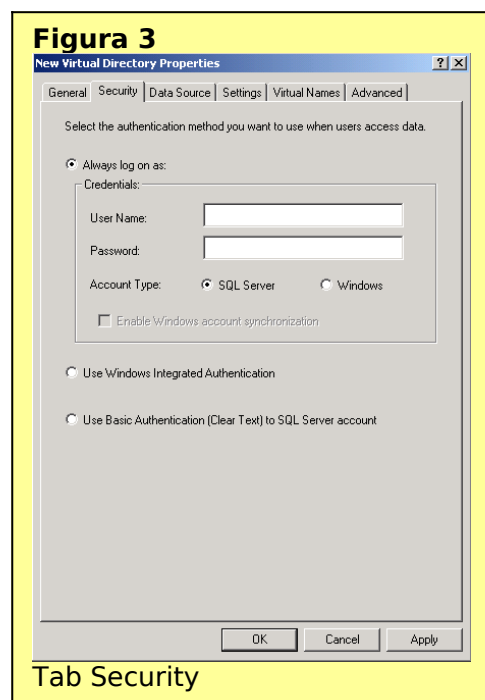 Figura 3
New Virtual Directory Properties
General Security Data Source Settings Virtual Names Advanced
Select the authentication method you want to use when users access data.
Always log on as:
Credentials:
User Name:
Password:
Account Type: SQL Server Windows
Enable Windows account synchronization
Use Windows Integrated Authentication
Use Basic Authentication (Clear Text) to SQL Server account
OK Cancel Apply
Tab Security